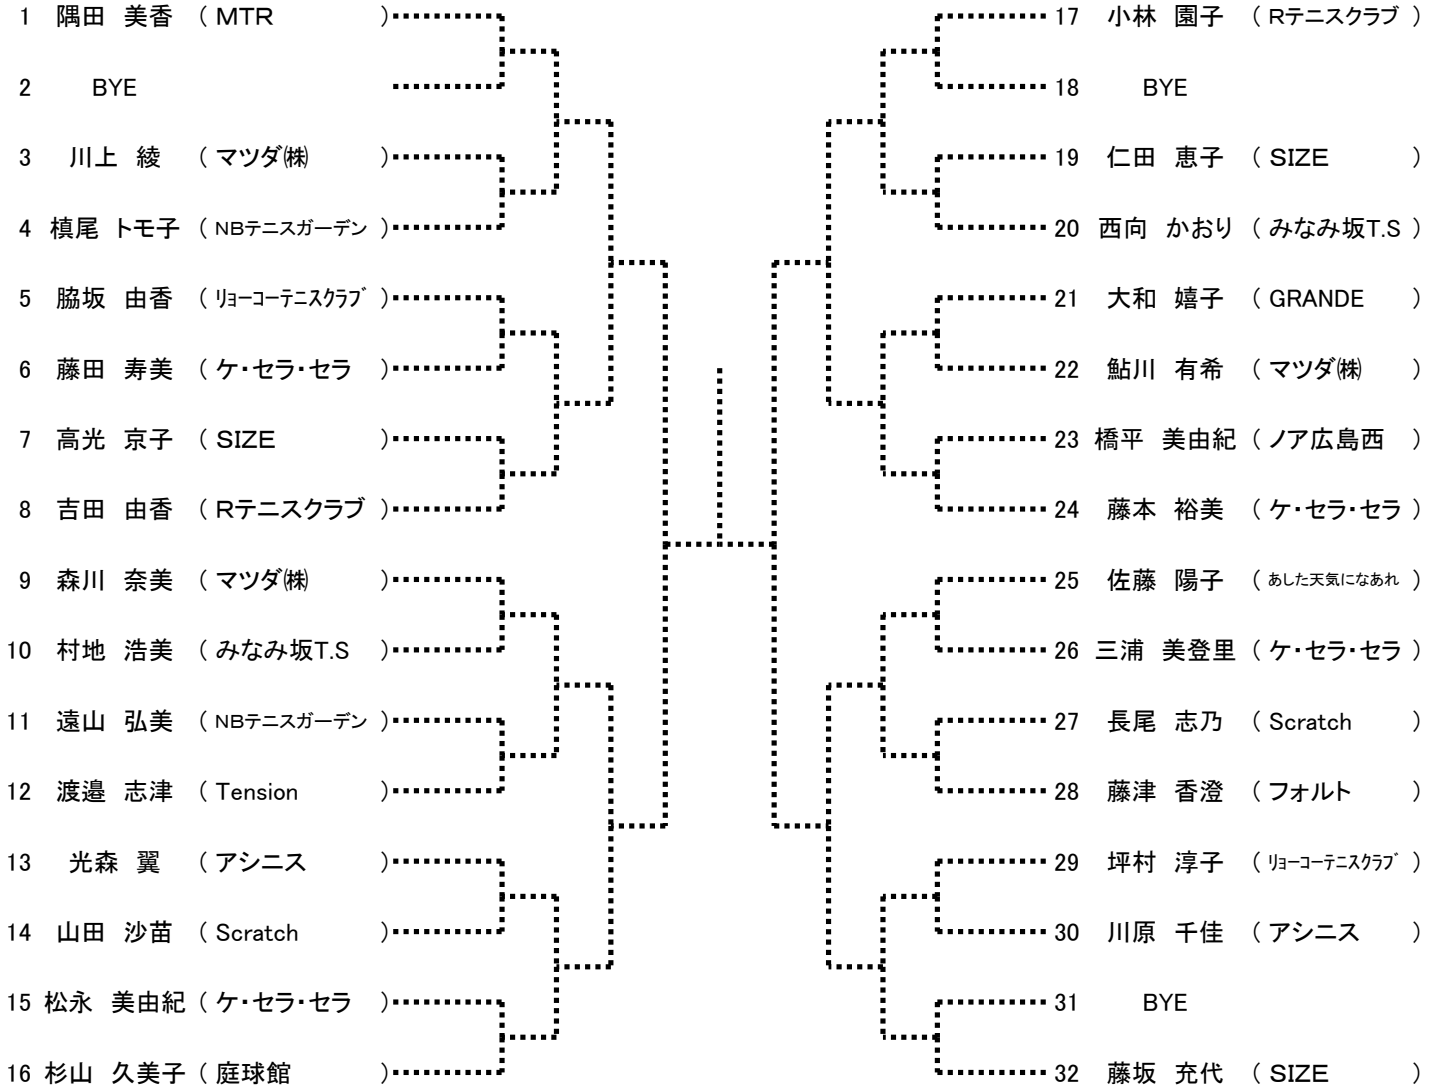 1 隅田 美香 ( MTR )
2 BYE
3 川上 綾 ( マツダ㈱ )
4 槙尾 トモ子 ( NBテニスガーデン )
5 脇坂 由香 ( ﾘｮｰｺｰﾃﾆｽｸﾗﾌﾞ )
6 藤田 寿美 ( ケ・セラ・セラ )
7 高光 京子 ( SIZE )
8 吉田 由香 ( Rテニスクラブ )
9 森川 奈美 ( マツダ㈱ )
10 村地 浩美 ( みなみ坂T.S )
11 遠山 弘美 ( NBテニスガーデン )
12 渡邉 志津 ( Tension )
13 光森 翼 ( アシニス )
14 山田 沙苗 ( Scratch )
15 松永 美由紀 ( ケ・セラ・セラ )
16 杉山 久美子 ( 庭球館 )
17 小林 園子 ( Rテニスクラブ )
18 BYE
19 仁田 恵子 ( SIZE )
20 西向 かおり ( みなみ坂T.S )
21 大和 嬉子 ( GRANDE )
22 鮎川 有希 ( マツダ㈱ )
23 橋平 美由紀 ( ノア広島西 )
24 藤本 裕美 ( ケ・セラ・セラ )
25 佐藤 陽子 ( あした天気になあれ )
26 三浦 美登里 ( ケ・セラ・セラ )
27 長尾 志乃 ( Scratch )
28 藤津 香澄 ( フォルト )
29 坪村 淳子 ( ﾘｮｰｺｰﾃﾆｽｸﾗﾌﾞ )
30 川原 千佳 ( アシニス )
31 BYE
32 藤坂 充代 ( SIZE )